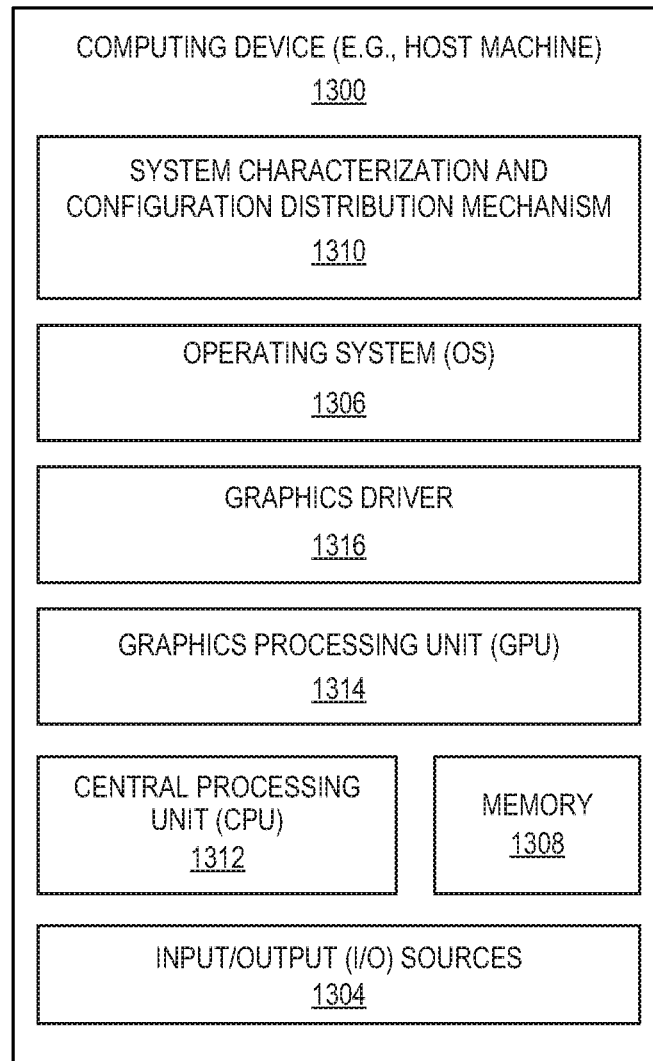 COMPUTING DEVICE (E.G., HOST MACHINE)
1300
SYSTEM CHARACTERIZATION AND
CONFIGURATION DISTRIBUTION MECHANISM
1310
OPERATING SYSTEM (OS)
1306
GRAPHICS DRIVER
1316
GRAPHICS PROCESSING UNIT (GPU)
1314
CENTRAL PROCESSING
UNIT (CPU)
1312
MEMORY
1308
INPUT/OUTPUT (I/O) SOURCES
1304